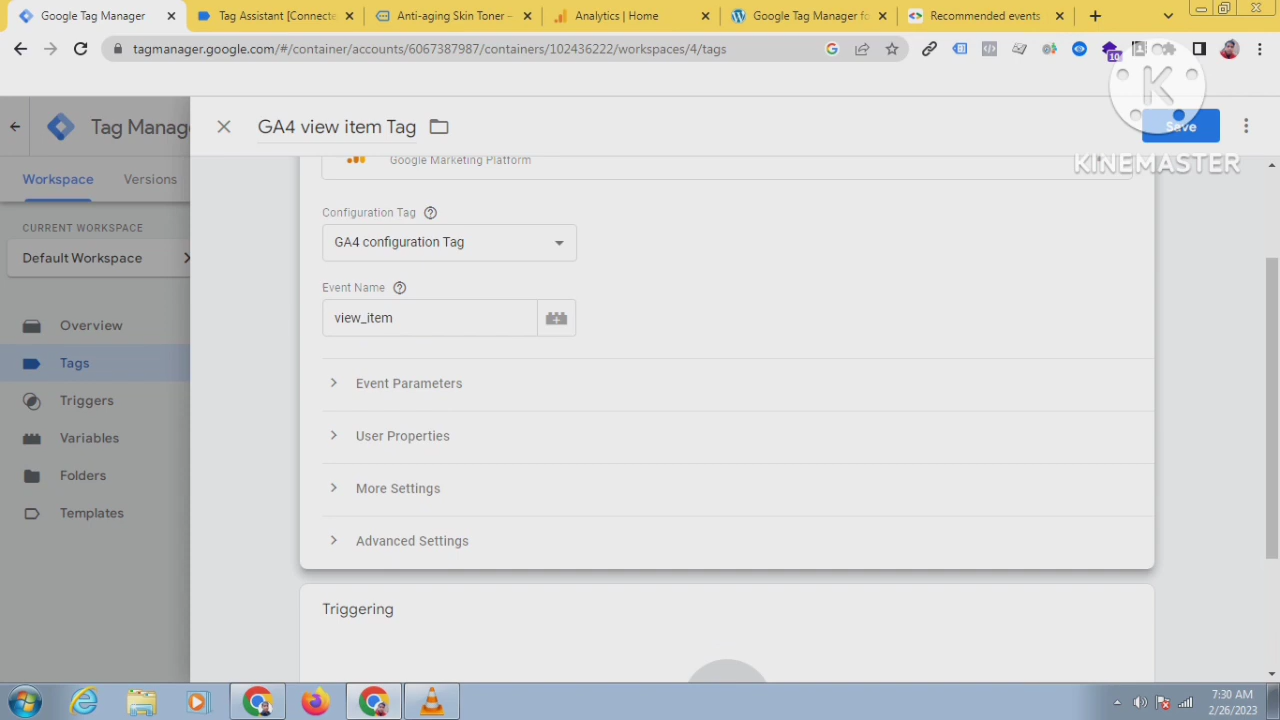 Google Tag Manager
Tag Assistant [Connecte
Anti-aging Skin Toner –
Analytics | Home
Google Tag Manager fo
Recommended events
tagmanager.google.com/#/container/accounts/6067387987/containers/102436222/workspaces/4/tags
10
K
KINEMASTER
Tag Manag
GA4 view item Tag
Save
Workspace
Versions
Google Marketing Platform
CURRENT WORKSPACE
Default Workspace
Configuration Tag
GA4 configuration Tag
Event Name
view_item
Overview
Tags
Triggers
Variables
Folders
Templates
Event Parameters
User Properties
More Settings
Advanced Settings
Triggering
7:30 AM
2/26/2023